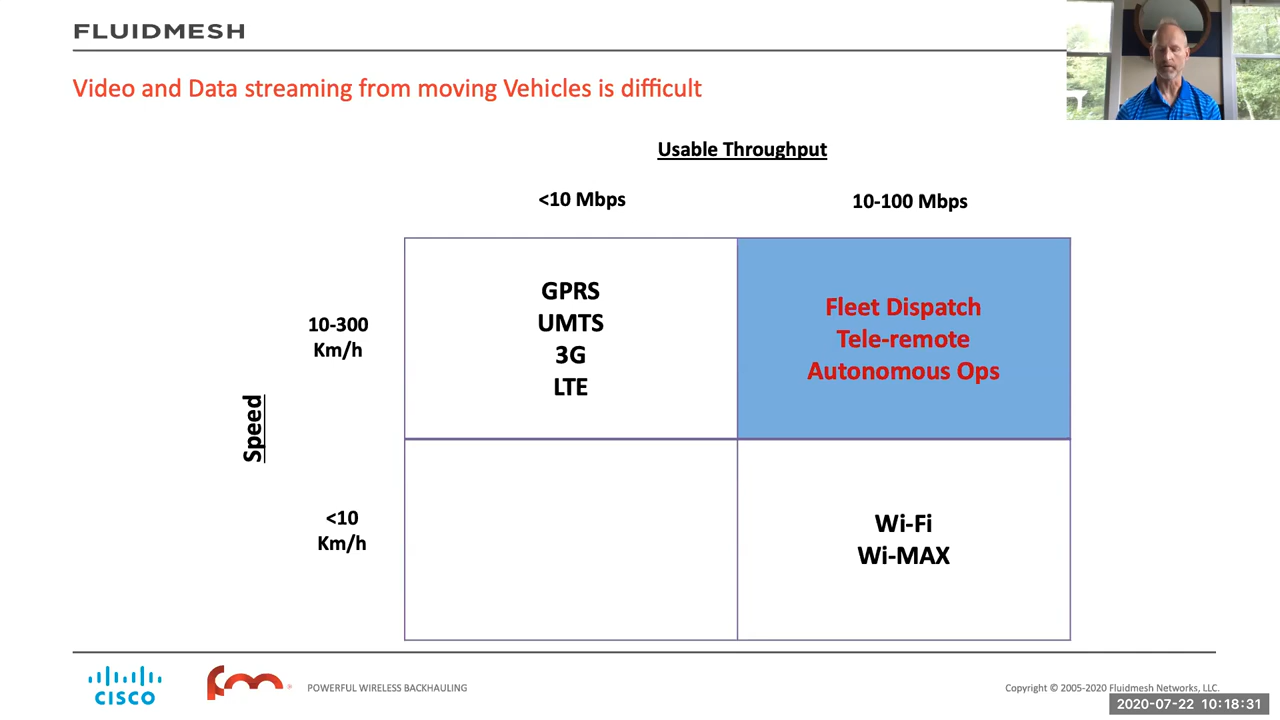 FLUIDMESH
Video and Data streaming from moving Vehicles is difficult
Usable Throughput
<10 Mbps
10-100 Mbps
10-300
Km/h
GPRS
UMTS
3G
LTE
Fleet Dispatch
Tele-remote
Autonomous Ops
Speed
<10
Km/h
Wi-Fi
Wi-MAX
CISCO
fm
POWERFUL WIRELESS BACKHAULING
Copyright © 2005-2020 Fluidmesh Networks, LLC.
2020-07-22 10:18:31